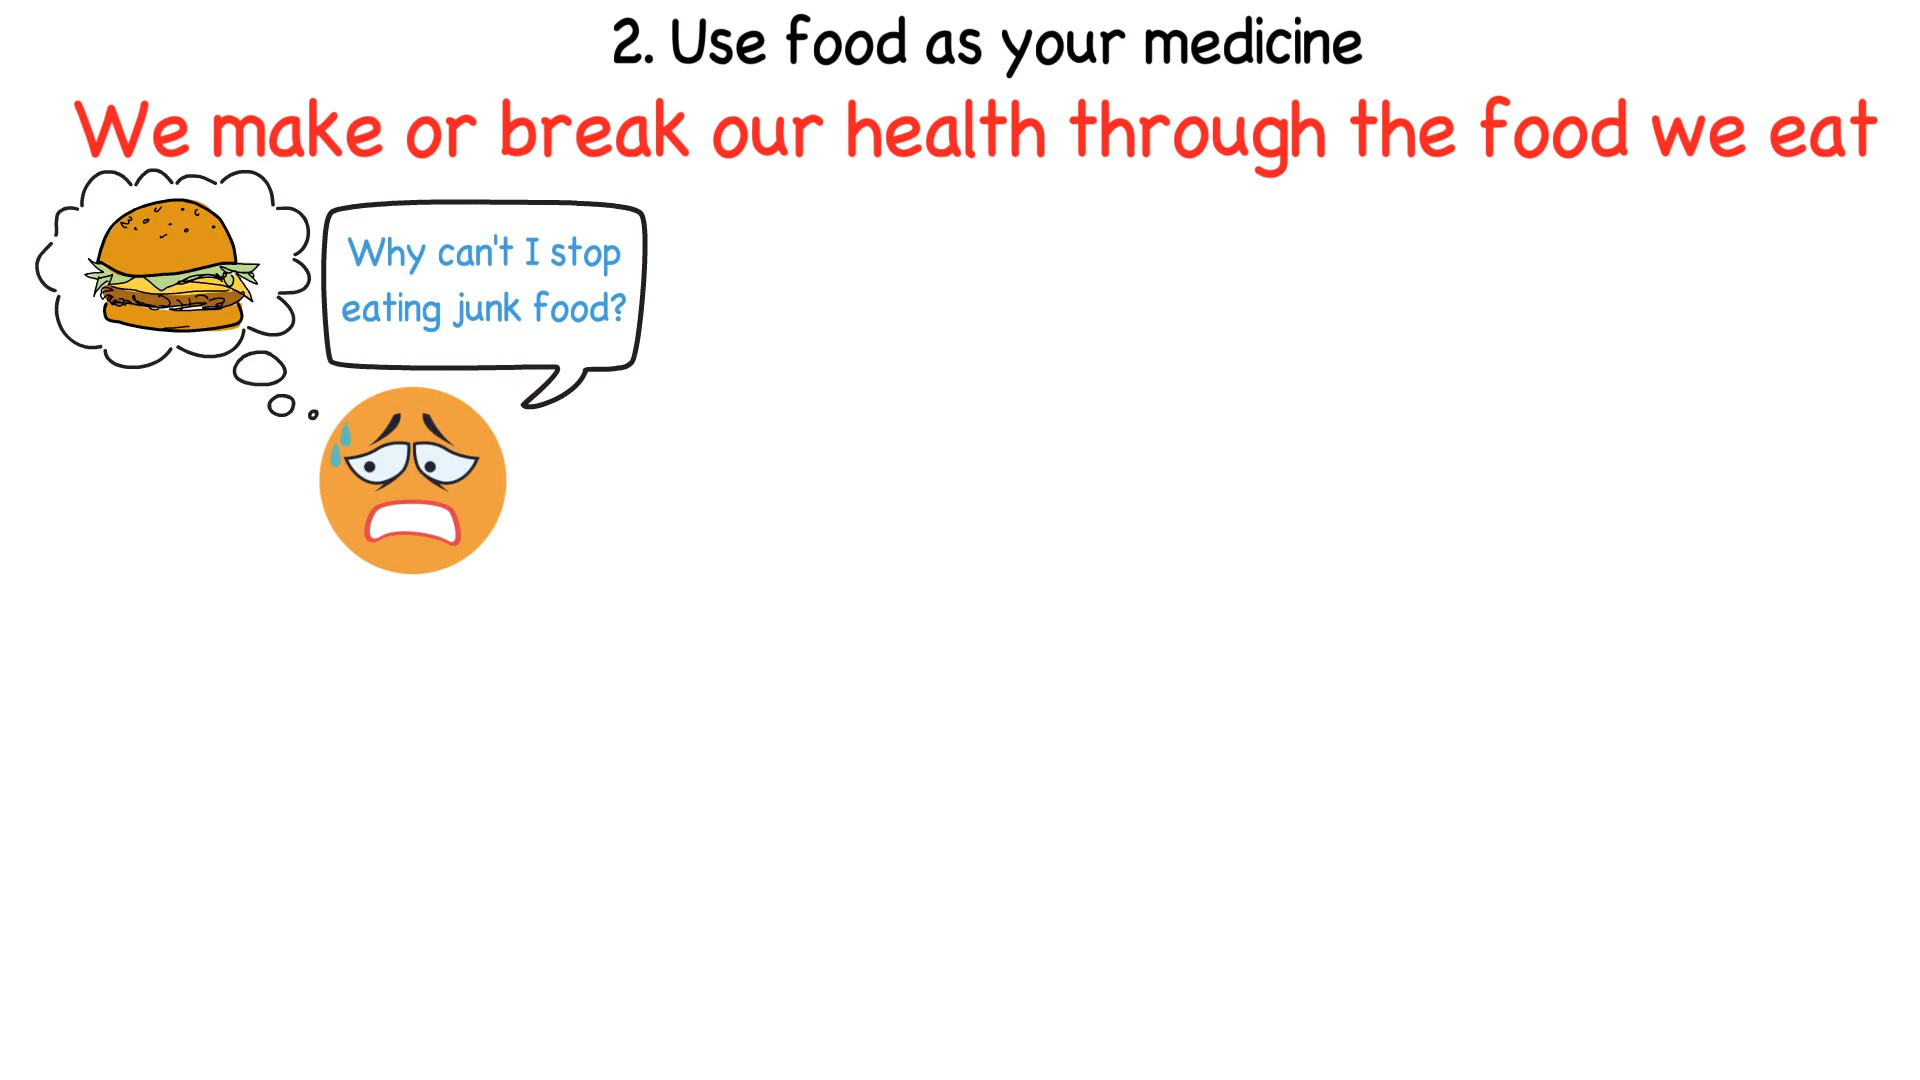 2. Use food as your medicine
We make or break our health through the food we eat
Why can't I stop
eating junk food?